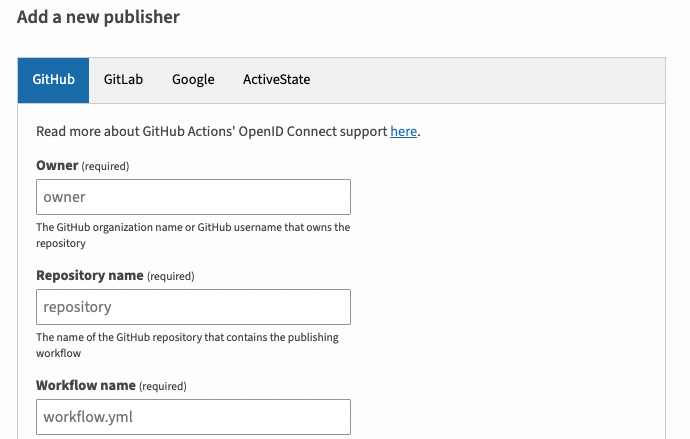 Add a new publisher
GitHub GitLab Google ActiveState
Read more about GitHub Actions' OpenID Connect support here.
Owner (required)
owner
The GitHub organization name or GitHub username that owns the
repository
Repository name (required)
repository
The name of the GitHub repository that contains the publishing
workflow
Workflow name (required)
workflow.yml